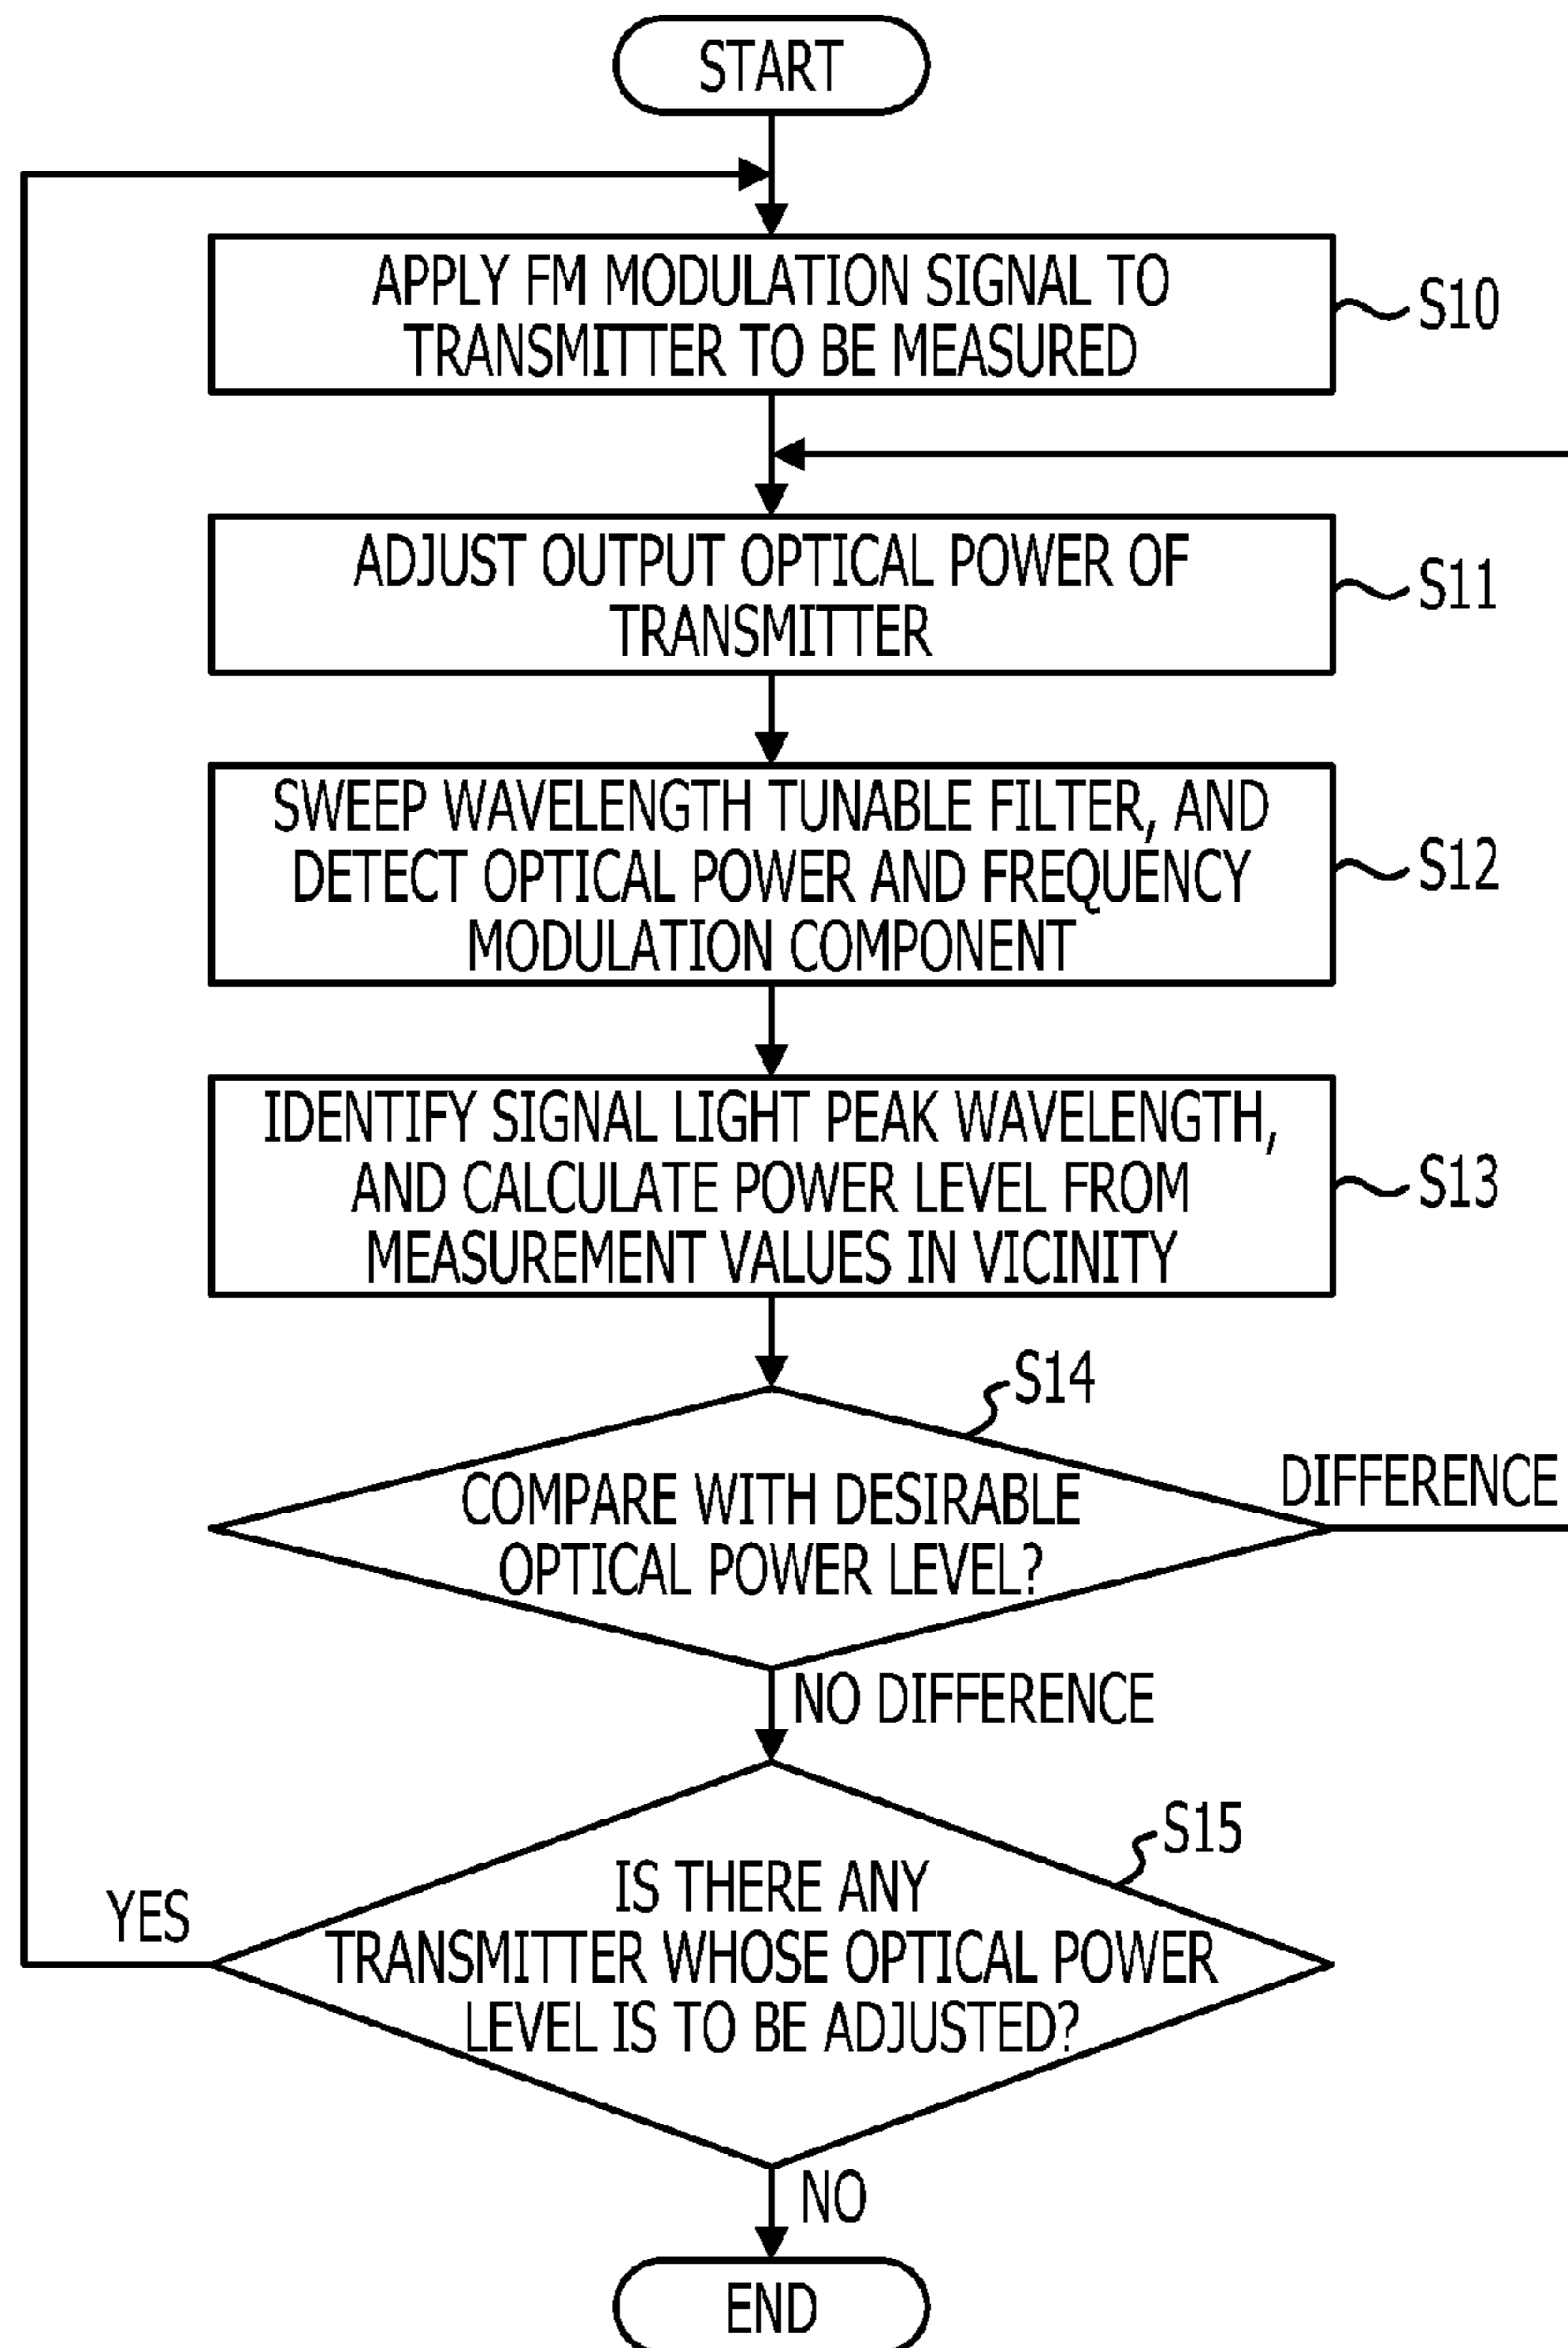 START
APPLY FM MODULATION SIGNAL TO
TRANSMITTER TO BE MEASURED
S10
ADJUST OUTPUT OPTICAL POWER OF
TRANSMITTER
S11
SWEEP WAVELENGTH TUNABLE FILTER, AND
DETECT OPTICAL POWER AND FREQUENCY
MODULATION COMPONENT
S12
IDENTIFY SIGNAL LIGHT PEAK WAVELENGTH,
AND CALCULATE POWER LEVEL FROM
MEASUREMENT VALUES IN VICINITY
S13
S14
COMPARE WITH DESIRABLE
OPTICAL POWER LEVEL?
DIFFERENCE
NO DIFFERENCE
S15
IS THERE ANY
TRANSMITTER WHOSE OPTICAL POWER
LEVEL IS TO BE ADJUSTED?
YES
NO
END